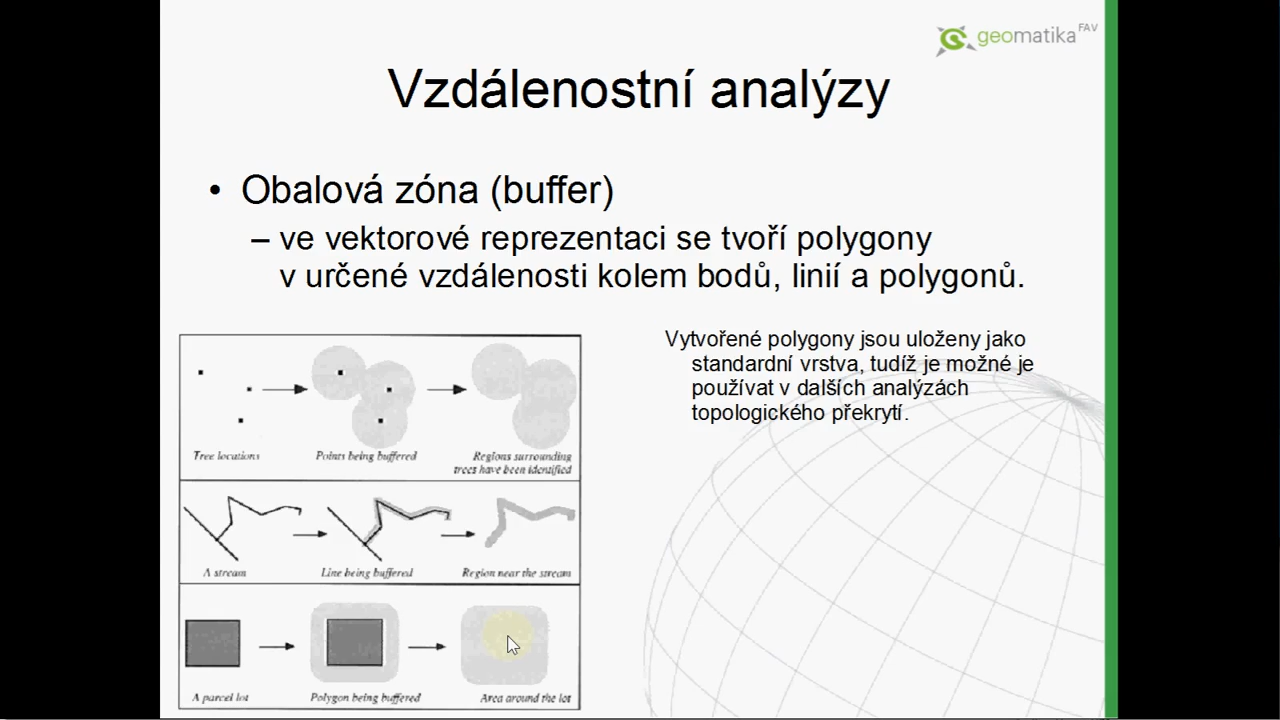 geomatika FAV
Vzdálenostní analýzy
• Obalová zóna (buffer)
– ve vektorové reprezentaci se tvoří polygony
v určené vzdálenosti kolem bodů, linií a polygonů.
Vytvořené polygony jsou uloženy jako
standardní vrstva, tudíž je možné je
používat v dalších analýzách
topologického překrytí.
Tree locations
Points being buffered
Regions surrounding
trees have been identified
A stream
Line being buffered
Region near the stream
A parcel lot
Polygon being buffered
Area around the lot